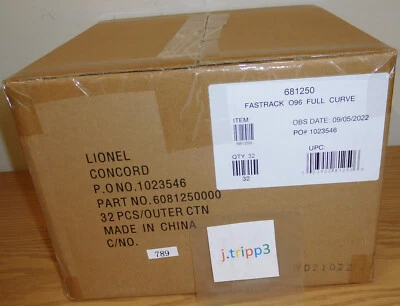 681250
FASTRACK O96 FULL CURVE
ITEM:
OBS DATE: 09/05/2022
681250
PO# 1023546
QTY: 32
UPC:
32
LIONEL
CONCORD
P.O NO.1023546
PART NO.6081250000
32 PCS/OUTER CTN
MADE IN CHINA
C/NO.
789
j.tripp3